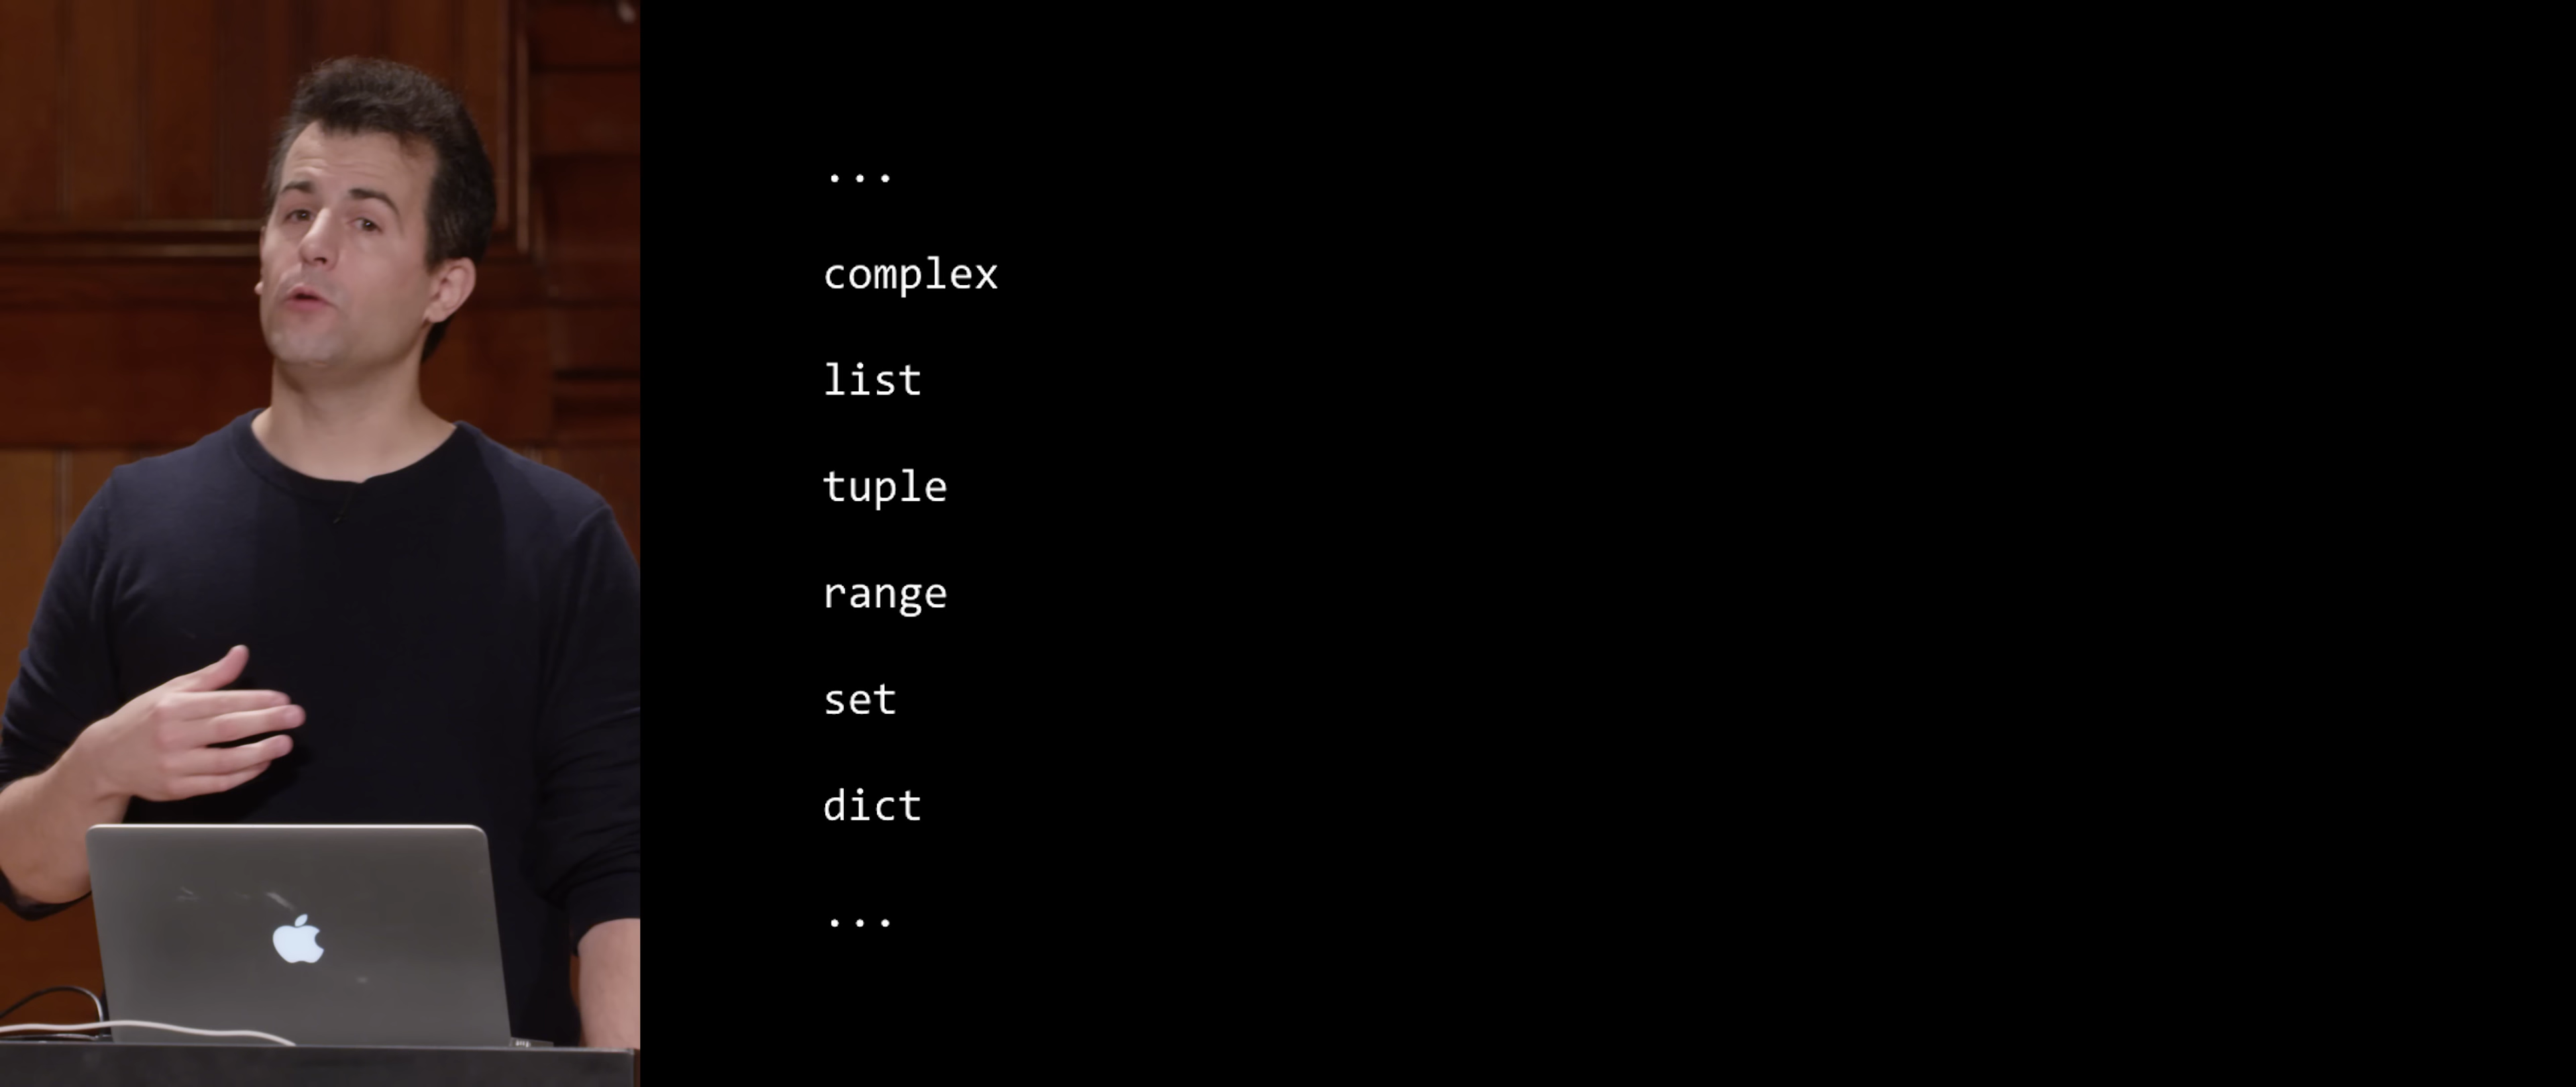 ...
complex
list
tuple
range
set
dict
...